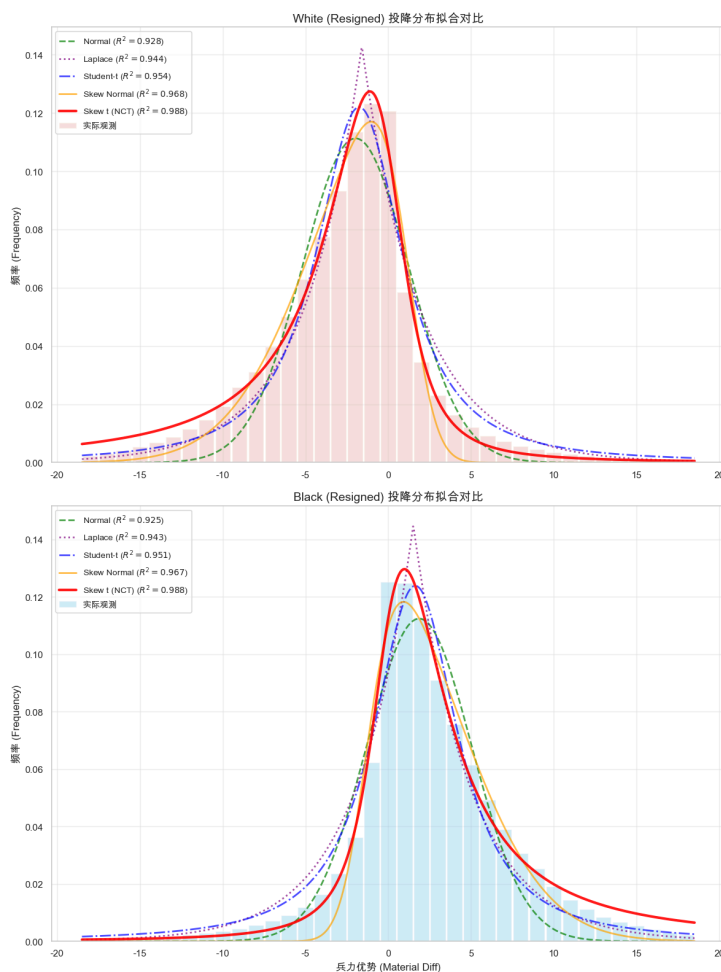 White (Resigned) 投降分布拟合对比
Normal (R² = 0.928)
Laplace (R² = 0.944)
Student-t (R² = 0.954)
Skew Normal (R² = 0.968)
Skew t (NCT) (R² = 0.988)
实际观测
频率 (Frequency)
0.14
0.12
0.10
0.08
0.06
0.04
0.02
0.00
-20 -15 -10 -5 0 5 10 15 20
Black (Resigned) 投降分布拟合对比
Normal (R² = 0.925)
Laplace (R² = 0.943)
Student-t (R² = 0.951)
Skew Normal (R² = 0.967)
Skew t (NCT) (R² = 0.988)
实际观测
频率 (Frequency)
0.14
0.12
0.10
0.08
0.06
0.04
0.02
0.00
-20 -15 -10 -5 0 5 10 15 20
兵力优势 (Material Diff)